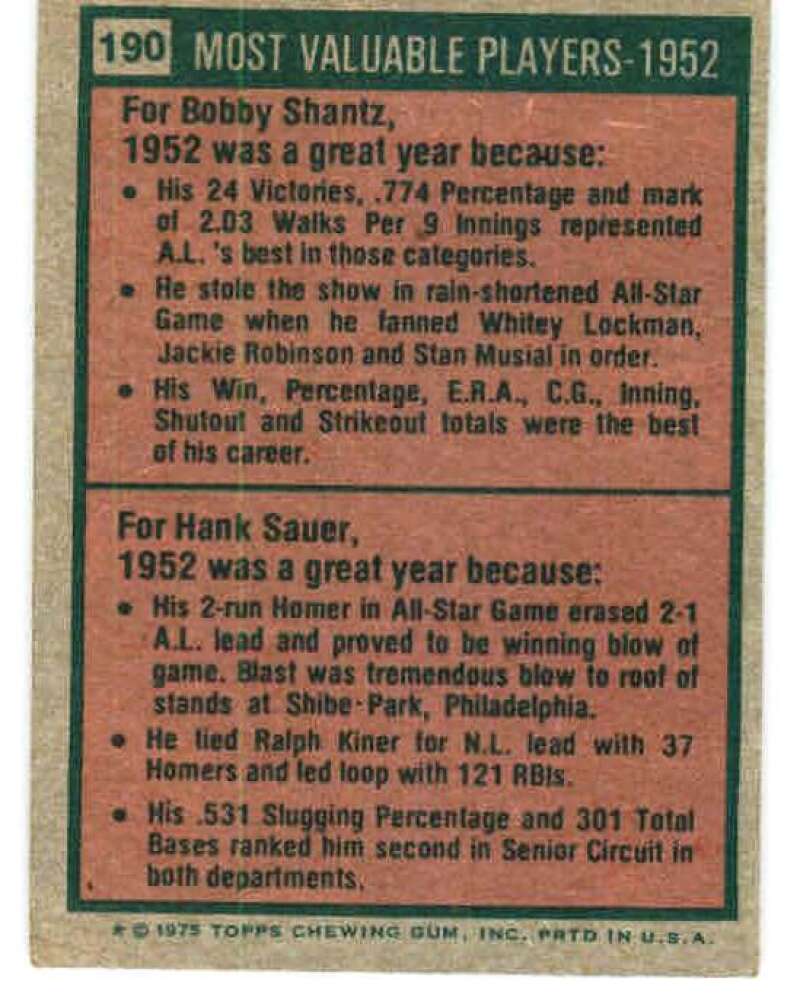 190 MOST VALUABLE PLAYERS-1952
For Bobby Shantz,
1952 was a great year because:
• His 24 Victories, .774 Percentage and mark
of 2.03 Walks Per 9 Innings represented
A.L. 's best in those categories.
• He stole the show in rain-shortened All-Star
Game when he fanned Whitey Lockman,
Jackie Robinson and Stan Musial in order.
• His Win, Percentage, E.R.A., C.G., Inning,
Shutout and Strikeout totals were the best
of his career.
For Hank Sauer,
1952 was a great year because:
• His 2-run Homer in All-Star Game erased 2-1
A.L. lead and proved to be winning blow of
game. Blast was tremendous blow to roof of
stands at Shibe-Park, Philadelphia.
• He tied Ralph Kiner for N.L. lead with 37
Homers and led loop with 121 RBIs.
• His .531 Slugging Percentage and 301 Total
Bases ranked him second in Senior Circuit in
both departments.
* © 1975 TOPPS CHEWING GUM, INC. PRTD IN U.S.A.